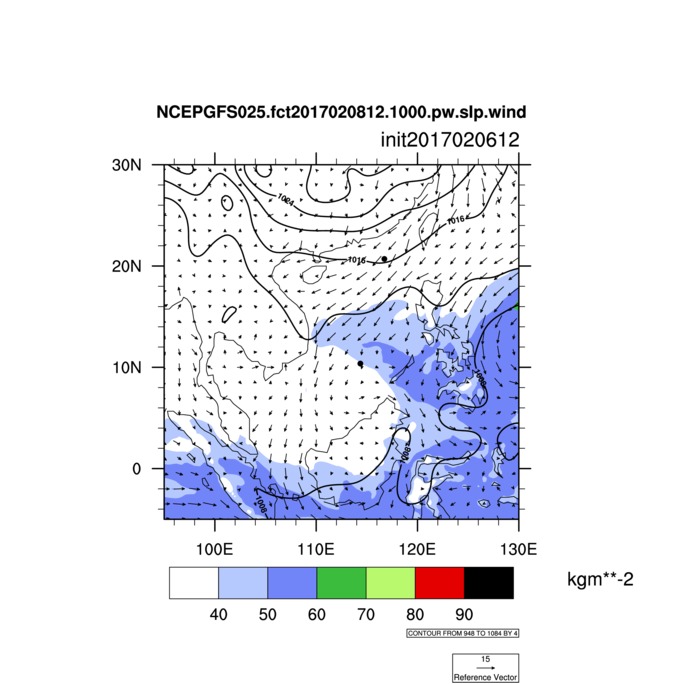 NCEPGFS025.fct2017020812.1000.pw.slp.wind
init2017020612
30N
1024
1016
20N
1016
10N
1008
1008
0
1008
100E 110E 120E 130E
kgm**-2
40 50 60 70 80 90
CONTOUR FROM 948 TO 1084 BY 4
15
Reference Vector